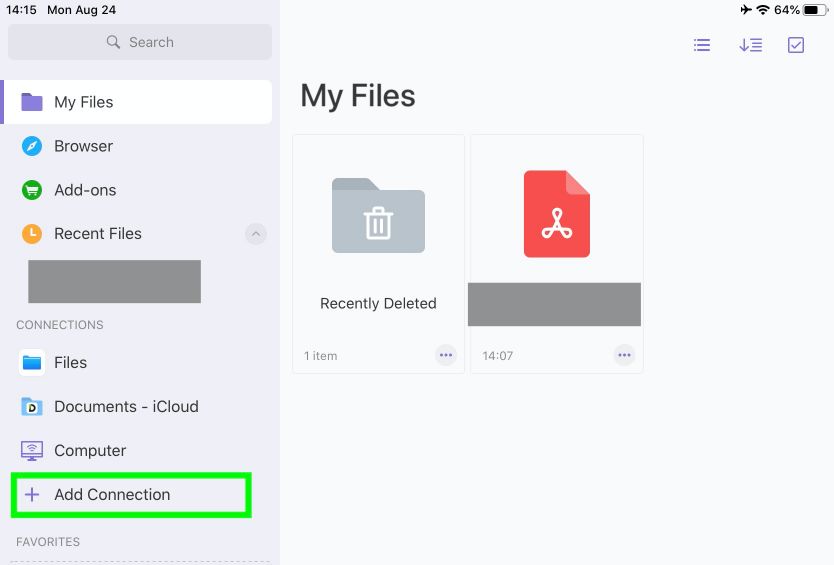 14:15 Mon Aug 24
64%
Search
My Files
Browser
Add-ons
Recent Files
CONNECTIONS
Files
Documents - iCloud
Computer
Add Connection
FAVORITES
My Files
Recently Deleted
1 item
14:07